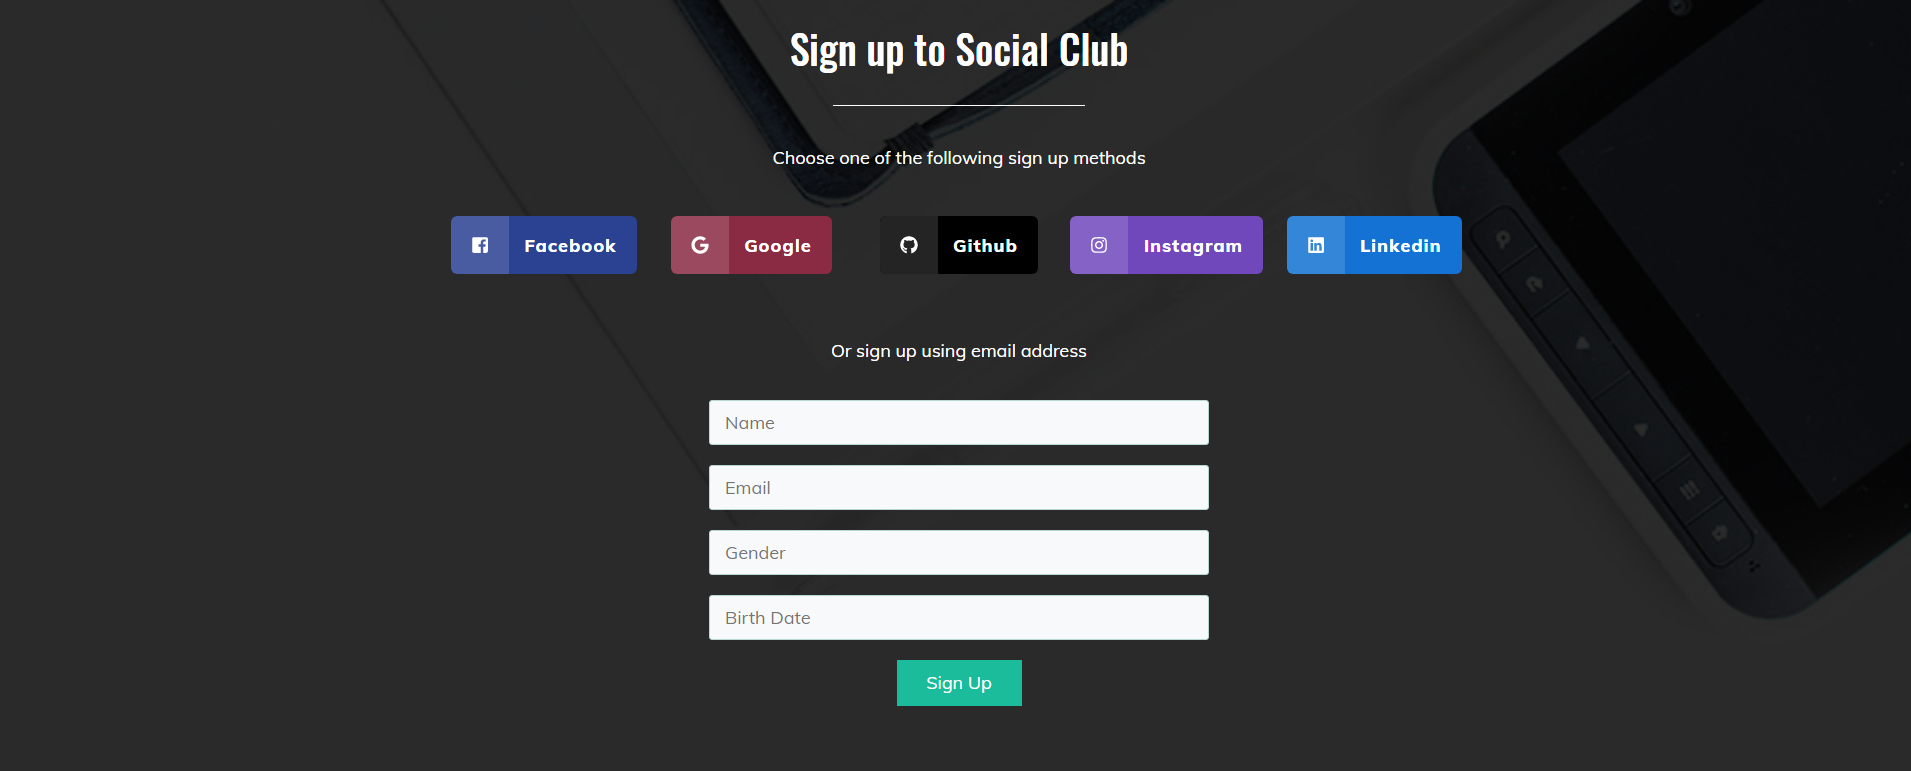 Sign up to Social Club
Choose one of the following sign up methods
Facebook Google Github Instagram Linkedin
Or sign up using email address
Name
Email
Gender
Birth Date
Sign Up